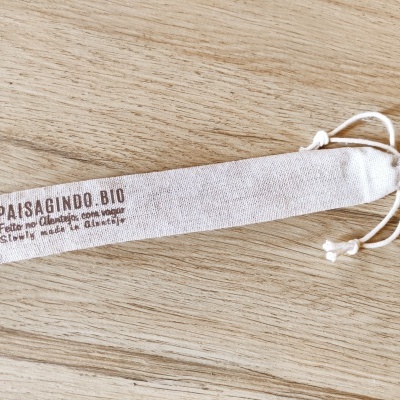 PAISAGINDO.BIO
Feito no Alentejo, com vagar
Slowly made in Alentejo